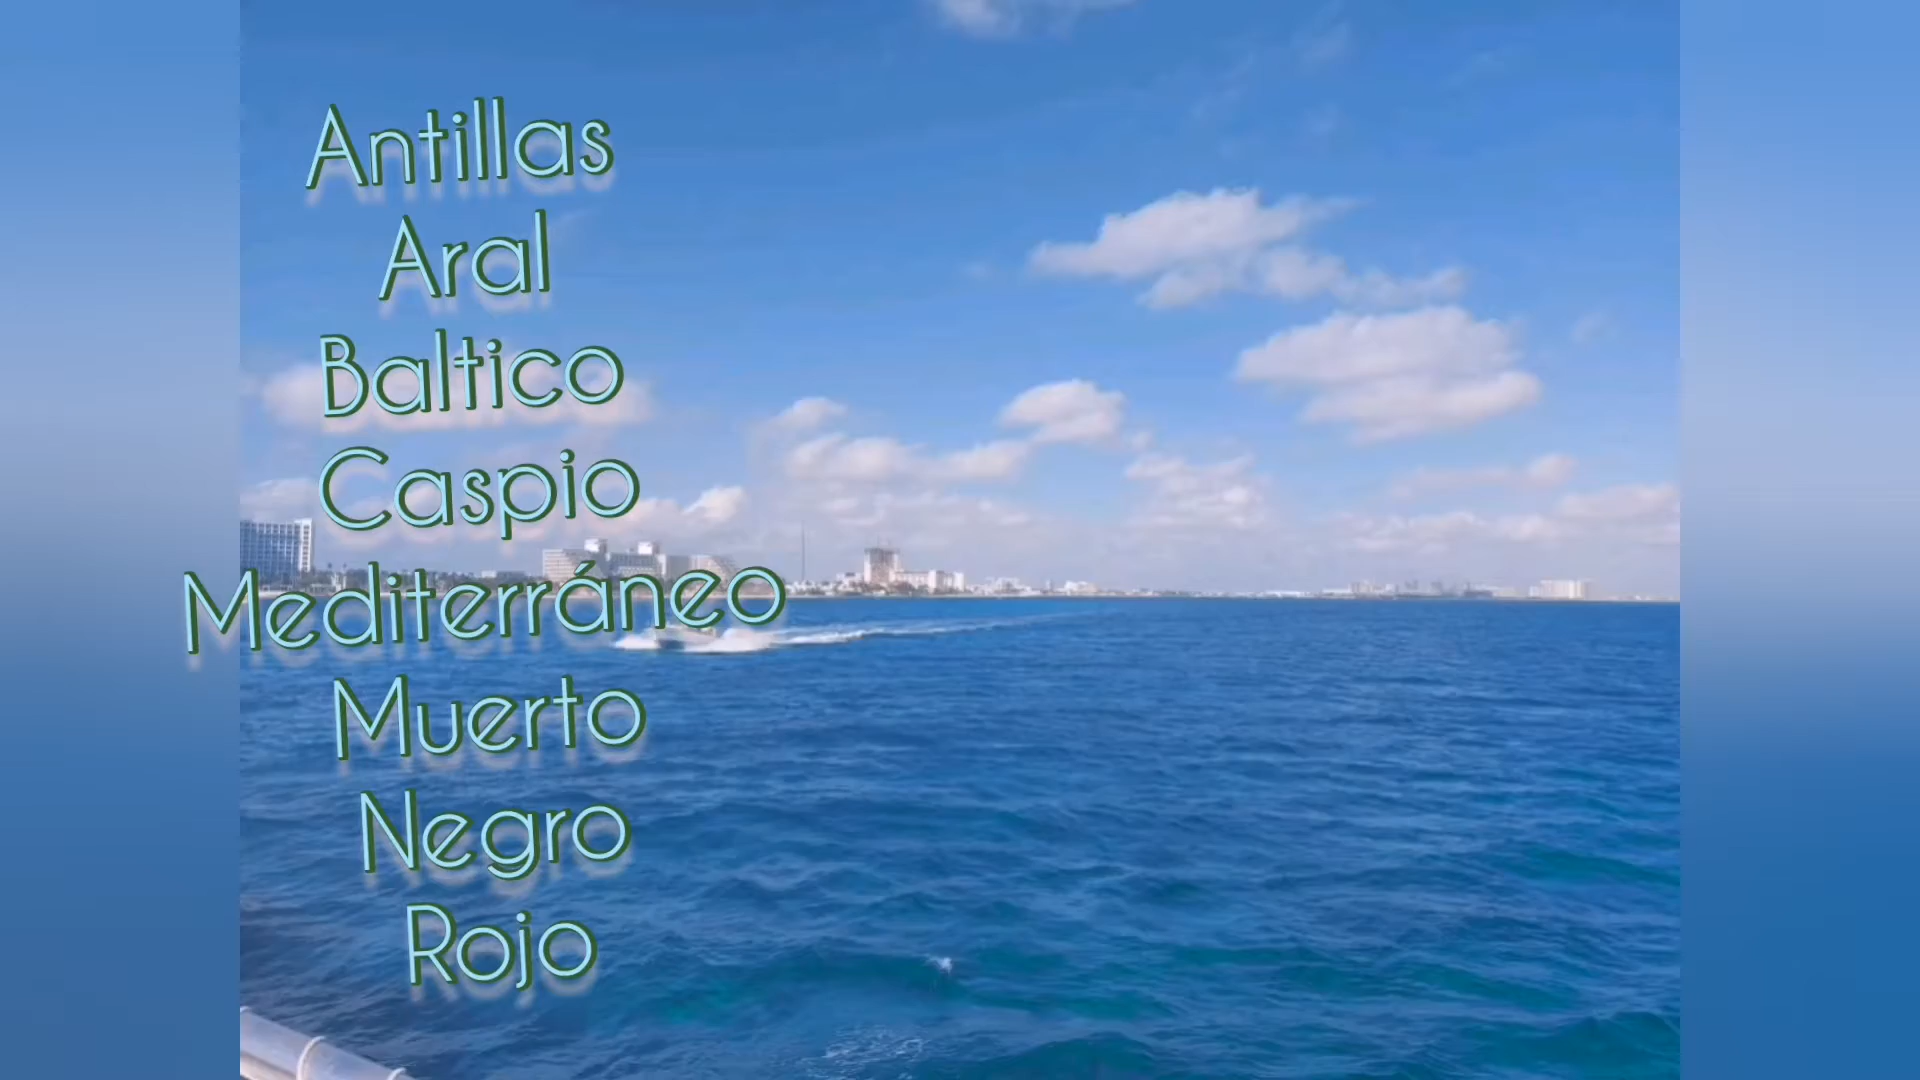 Antillas
Aral
Baltico
Caspio
Mediterráneo
Muerto
Negro
Rojo